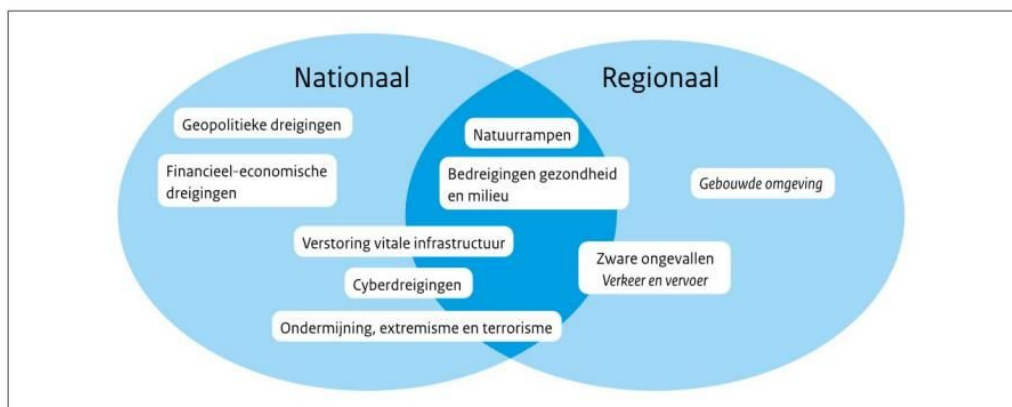 Nationaal
Regionaal
Geopolitieke dreigingen
Natuurrampen
Financieel-economische
dreigingen
Bedreigingen gezondheid
en milieu
Gebouwde omgeving
Verstoring vitale infrastructuur
Zware ongevallen
Verkeer en vervoer
Cyberdreigingen
Ondermijning, extremisme en terrorisme